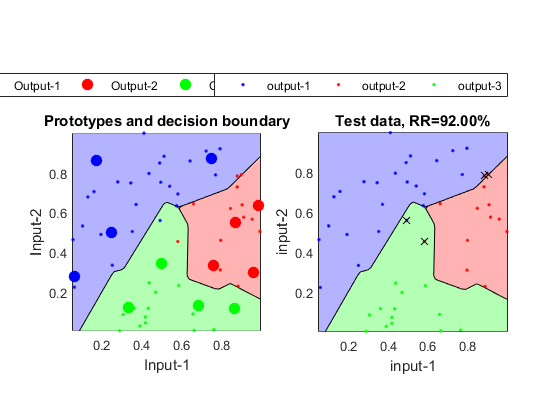 Output-1 Output-2 output-1 output-2 output-3
Prototypes and decision boundary
Test data, RR=92.00%
Input-2
0.8
0.6
0.4
0.2
0.2 0.4 0.6 0.8
Input-1
input-2
0.8
0.6
0.4
0.2
0.2 0.4 0.6 0.8
input-1